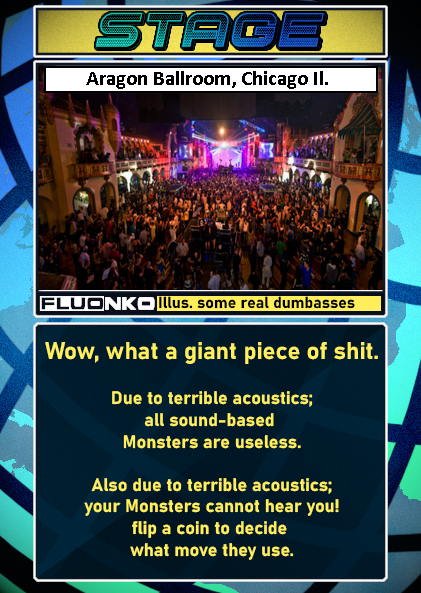 STAGE
Aragon Ballroom, Chicago Il.
FLUONKO Illus. some real dumbasses
Wow, what a giant piece of shit.
Due to terrible acoustics;
all sound-based
Monsters are useless.
Also due to terrible acoustics;
your Monsters cannot hear you!
flip a coin to decide
what move they use.